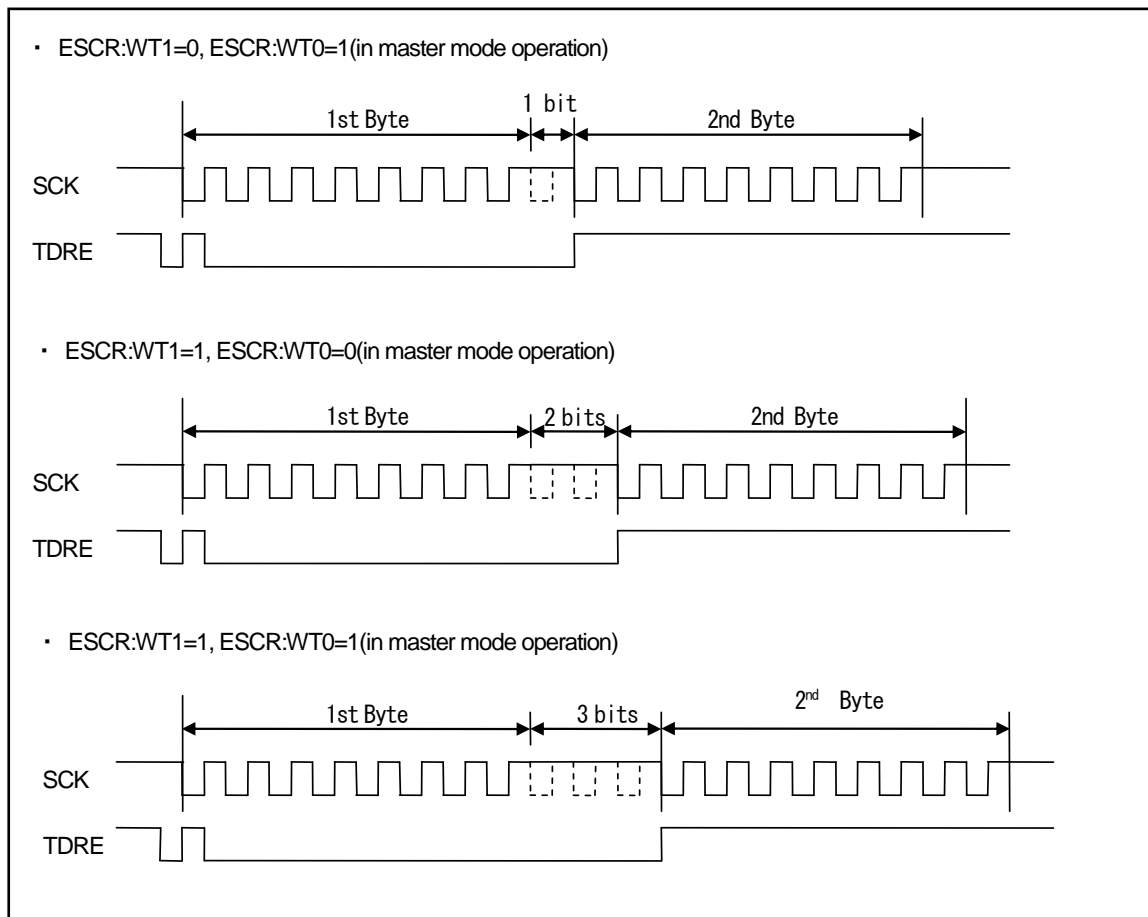 ・ ESCR:WT1=0, ESCR:WT0=1(in master mode operation)
1 bit
1st Byte 2nd Byte
SCK
TDRE
・ ESCR:WT1=1, ESCR:WT0=0(in master mode operation)
1st Byte 2 bits 2nd Byte
SCK
TDRE
・ ESCR:WT1=1, ESCR:WT0=1(in master mode operation)
1st Byte 3 bits 2nd Byte
SCK
TDRE